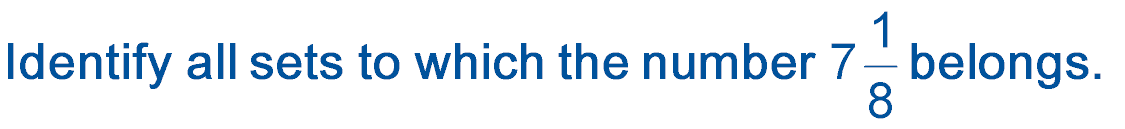 Identify all sets to which the number 7 1/8 belongs.